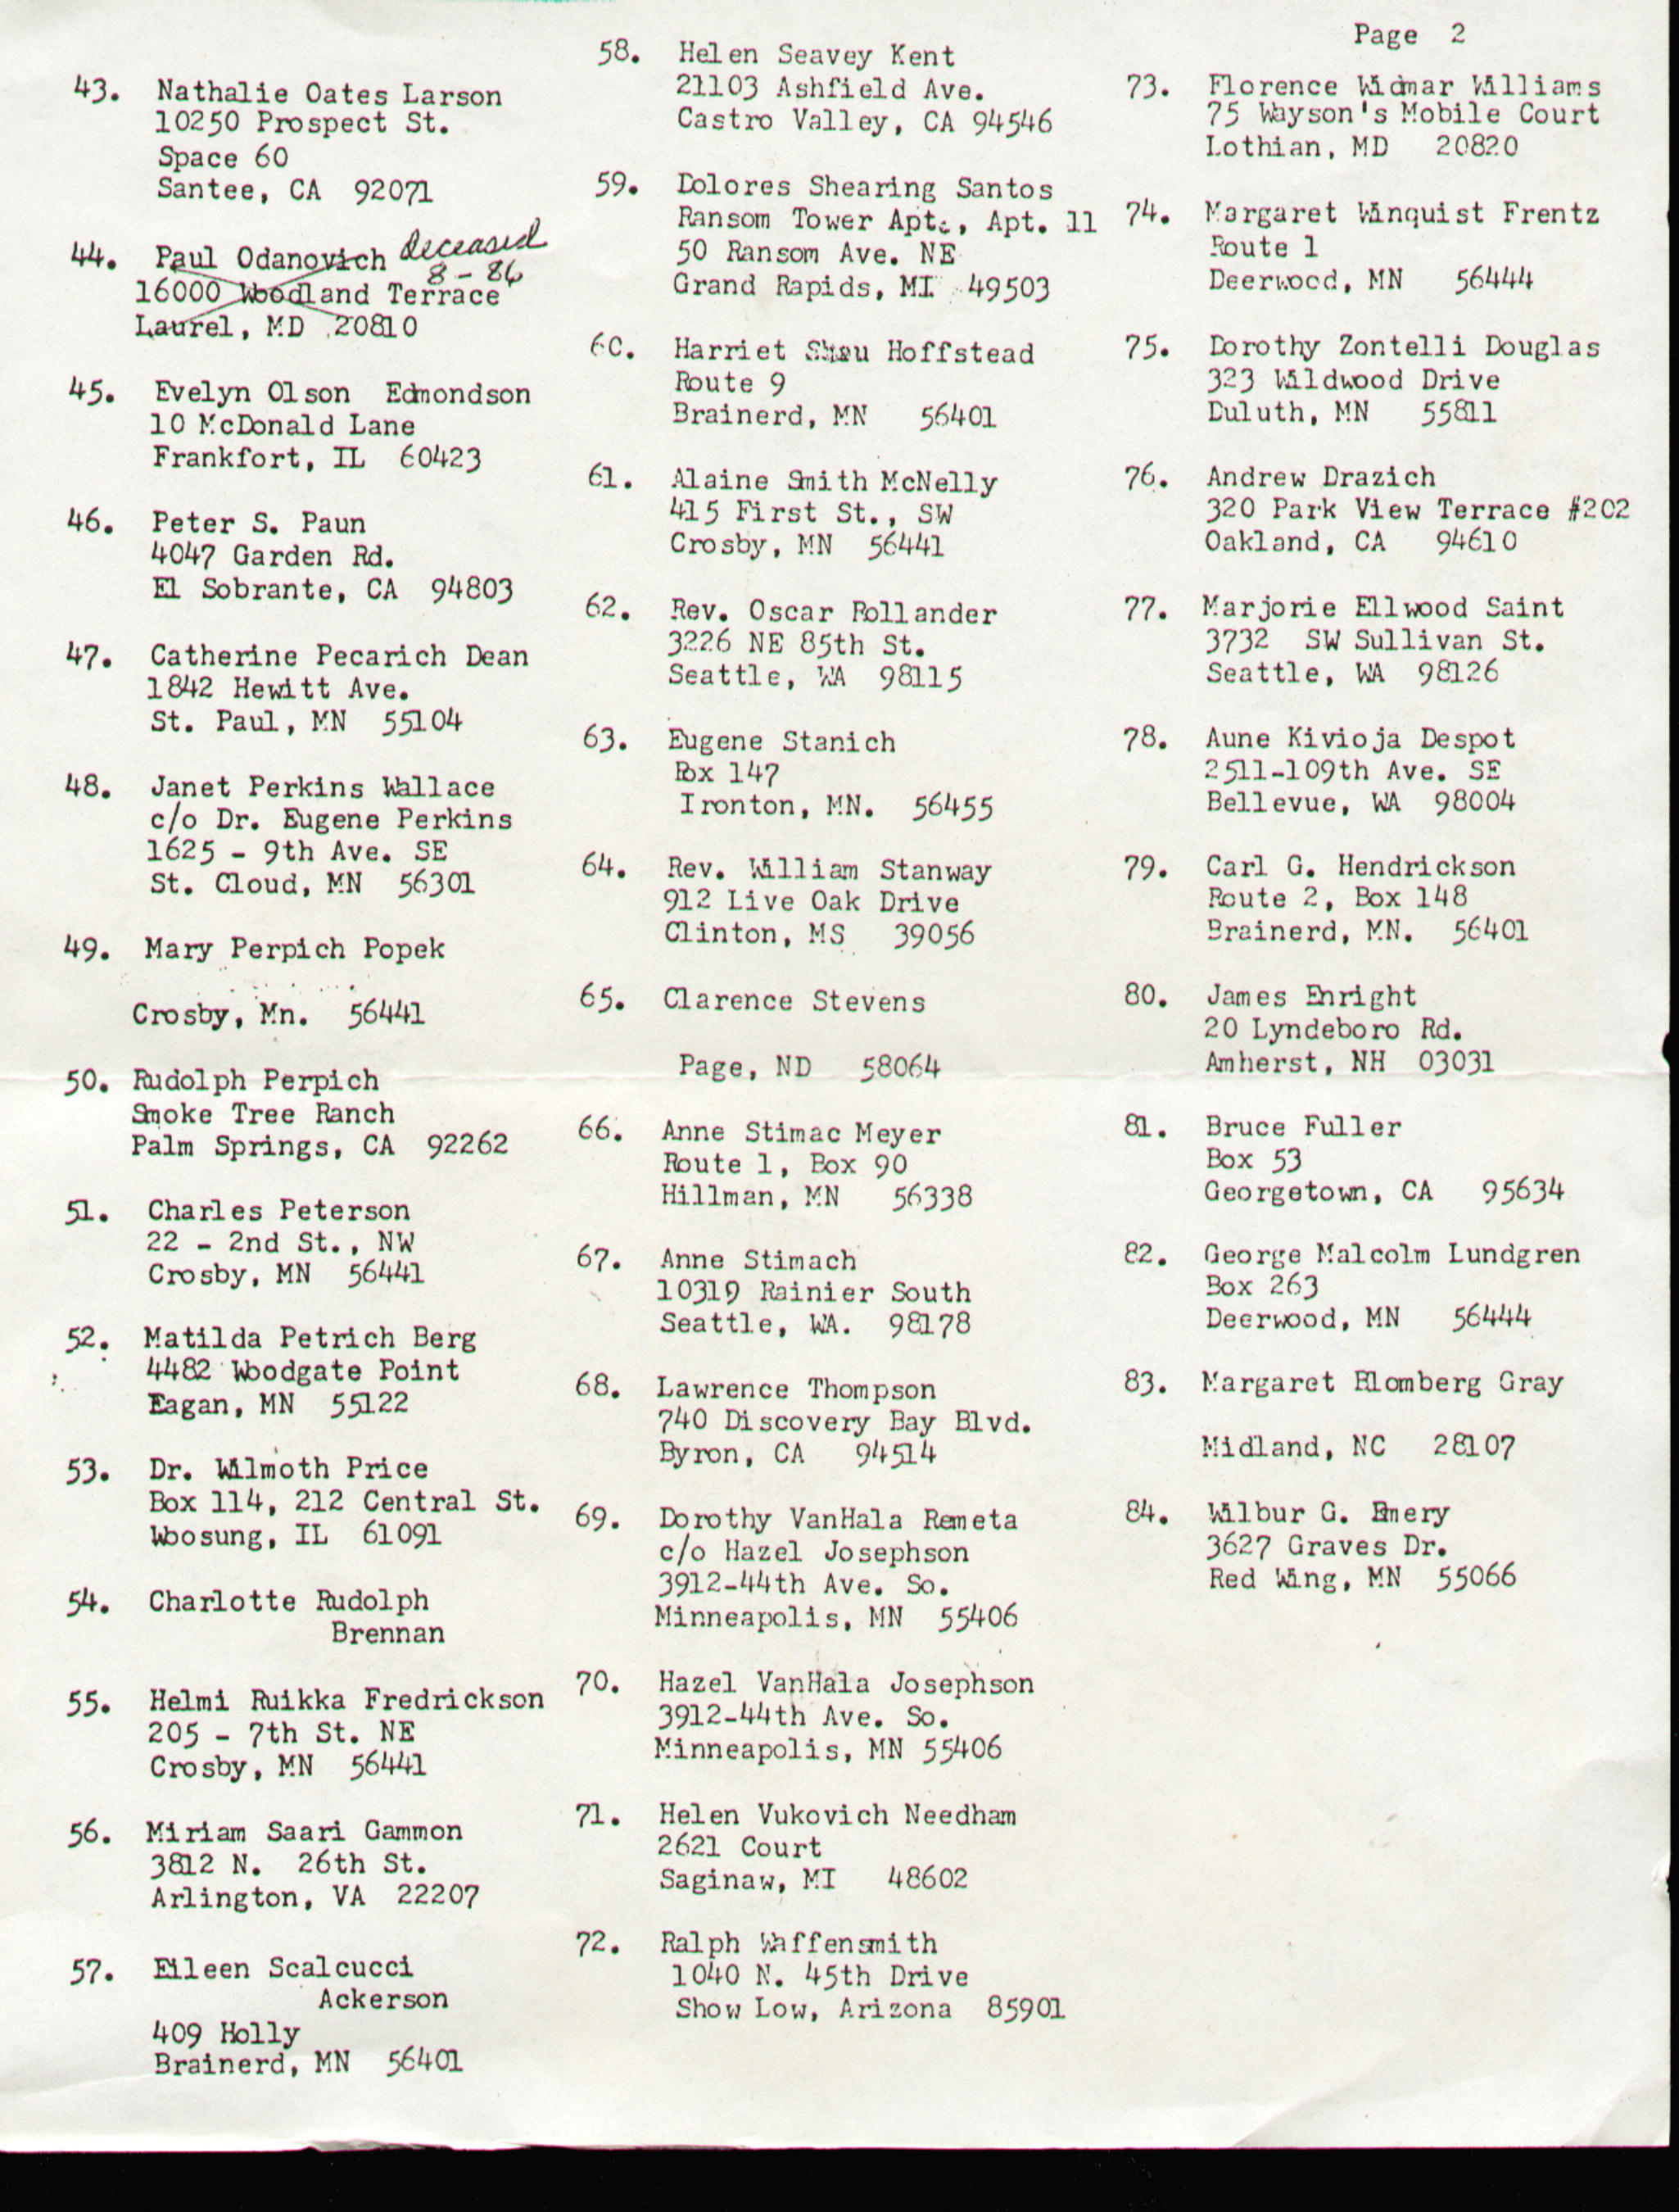 Page 2
43. Nathalie Oates Larson
10250 Prospect St.
Space 60
Santee, CA 92071
44. Paul Odanovich deceased
8-86
16000 Woodland Terrace
Laurel, MD 20810
45. Evelyn Olson Edmondson
10 McDonald Lane
Frankfort, IL 60423
46. Peter S. Paun
4047 Garden Rd.
El Sobrante, CA 94803
47. Catherine Pecarich Dean
1842 Hewitt Ave.
St. Paul, MN 55104
48. Janet Perkins Wallace
c/o Dr. Eugene Perkins
1625 - 9th Ave. SE
St. Cloud, MN 56301
49. Mary Perpich Popek
Crosby, Mn. 56441
50. Rudolph Perpich
Smoke Tree Ranch
Palm Springs, CA 92262
51. Charles Peterson
22 - 2nd St., NW
Crosby, MN 56441
52. Matilda Petrich Berg
4482 Woodgate Point
Eagan, MN 55122
53. Dr. Wilmoth Price
Box 114, 212 Central St.
Woosung, IL 61091
54. Charlotte Rudolph
Brennan
55. Helmi Ruikka Fredrickson
205 - 7th St. NE
Crosby, MN 56441
56. Miriam Saari Gammon
3812 N. 26th St.
Arlington, VA 22207
57. Eileen Scalcucci
Ackerson
409 Holly
Brainerd, MN 56401
58. Helen Seavey Kent
21103 Ashfield Ave.
Castro Valley, CA 94546
59. Dolores Shearing Santos
Ransom Tower Apt., Apt. 11
50 Ransom Ave. NE
Grand Rapids, MI 49503
60. Harriet Hoffstead
Route 9
Brainerd, MN 56401
61. Alaine Smith McNelly
415 First St., SW
Crosby, MN 56441
62. Rev. Oscar Rollander
3226 NE 85th St.
Seattle, WA 98115
63. Eugene Stanich
Box 147
Ironton, MN. 56455
64. Rev. William Stanway
912 Live Oak Drive
Clinton, MS 39056
65. Clarence Stevens
Page, ND 58064
66. Anne Stimac Meyer
Route 1, Box 90
Hillman, MN 56338
67. Anne Stimach
10319 Rainier South
Seattle, WA. 98178
68. Lawrence Thompson
740 Discovery Bay Blvd.
Byron, CA 94514
69. Dorothy VanHala Remeta
c/o Hazel Josephson
3912-44th Ave. So.
Minneapolis, MN 55406
70. Hazel VanHala Josephson
3912-44th Ave. So.
Minneapolis, MN 55406
71. Helen Vukovich Needham
2621 Court
Saginaw, MI 48602
72. Ralph Waffensmith
1040 N. 45th Drive
Show Low, Arizona 85901
73. Florence Widmar Williams
75 Wayson's Mobile Court
Lothian, MD 20820
74. Margaret Winquist Frentz
Route 1
Deerwood, MN 56444
75. Dorothy Zontelli Douglas
323 Wildwood Drive
Duluth, MN 55811
76. Andrew Drazich
320 Park View Terrace #202
Oakland, CA 94610
77. Marjorie Ellwood Saint
3732 SW Sullivan St.
Seattle, WA 98126
78. Aune Kivioja Despot
2511-109th Ave. SE
Bellevue, WA 98004
79. Carl G. Hendrickson
Route 2, Box 148
Brainerd, MN. 56401
80. James Enright
20 Lyndeboro Rd.
Amherst, NH 03031
81. Bruce Fuller
Box 53
Georgetown, CA 95634
82. George Malcolm Lundgren
Box 263
Deerwood, MN 56444
83. Margaret Blomberg Gray
Midland, NC 28107
84. Wilbur G. Emery
3627 Graves Dr.
Red Wing, MN 55066